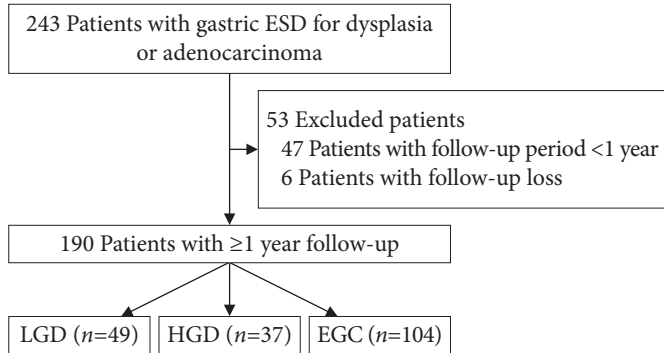 243 Patients with gastric ESD for dysplasia
or adenocarcinoma
53 Excluded patients
47 Patients with follow-up period <1 year
6 Patients with follow-up loss
190 Patients with ≥1 year follow-up
LGD (n=49)
HGD (n=37)
EGC (n=104)